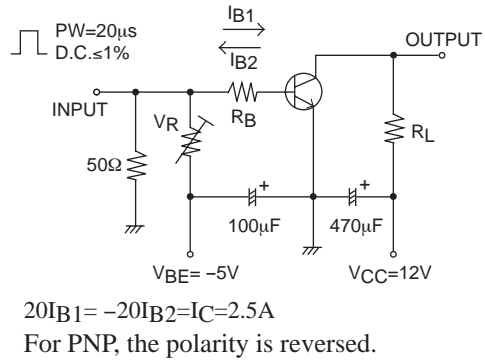 PW=20μs
D.C.≤1%
IB1
IB2
OUTPUT
INPUT
VR
RB
RL
50Ω
100μF
470μF
VBE= −5V
VCC=12V
20IB1= −20IB2=IC=2.5A
For PNP, the polarity is reversed.